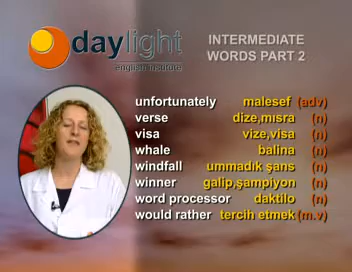 daylight
english institute
INTERMEDIATE
WORDS PART 2
unfortunately malesef (adv)
verse dize,mısra (n)
visa vize,visa (n)
whale balina (n)
windfall ummadık şans (n)
winner galip,şampiyon (n)
word processor daktilo (n)
would rather tercih etmek (m.v)